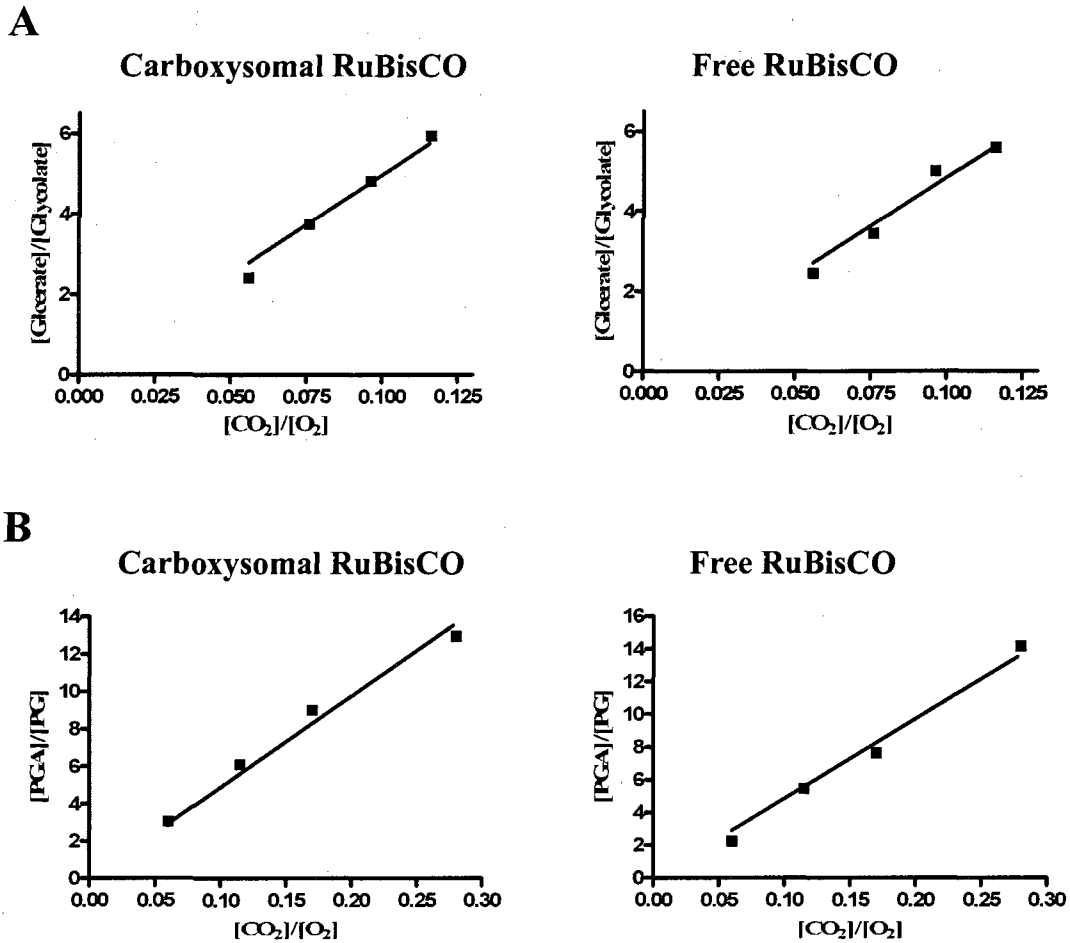 A
Carboxysomal RuBisCO
Free RuBisCO
[Glcerate]/[Glycolate]
6
4
2
0
0.000 0.025 0.050 0.075 0.100 0.125
[CO₂]/[O₂]
[Glcerate]/[Glycolate]
6
4
2
0
0.000 0.025 0.050 0.075 0.100 0.125
[CO₂]/[O₂]
B
Carboxysomal RuBisCO
Free RuBisCO
[PGA]/[PG]
14
12
10
8
6
4
2
0
0.00 0.05 0.10 0.15 0.20 0.25 0.30
[CO₂]/[O₂]
[PGA]/[PG]
16
14
12
10
8
6
4
2
0
0.00 0.05 0.10 0.15 0.20 0.25 0.30
[CO₂]/[O₂]